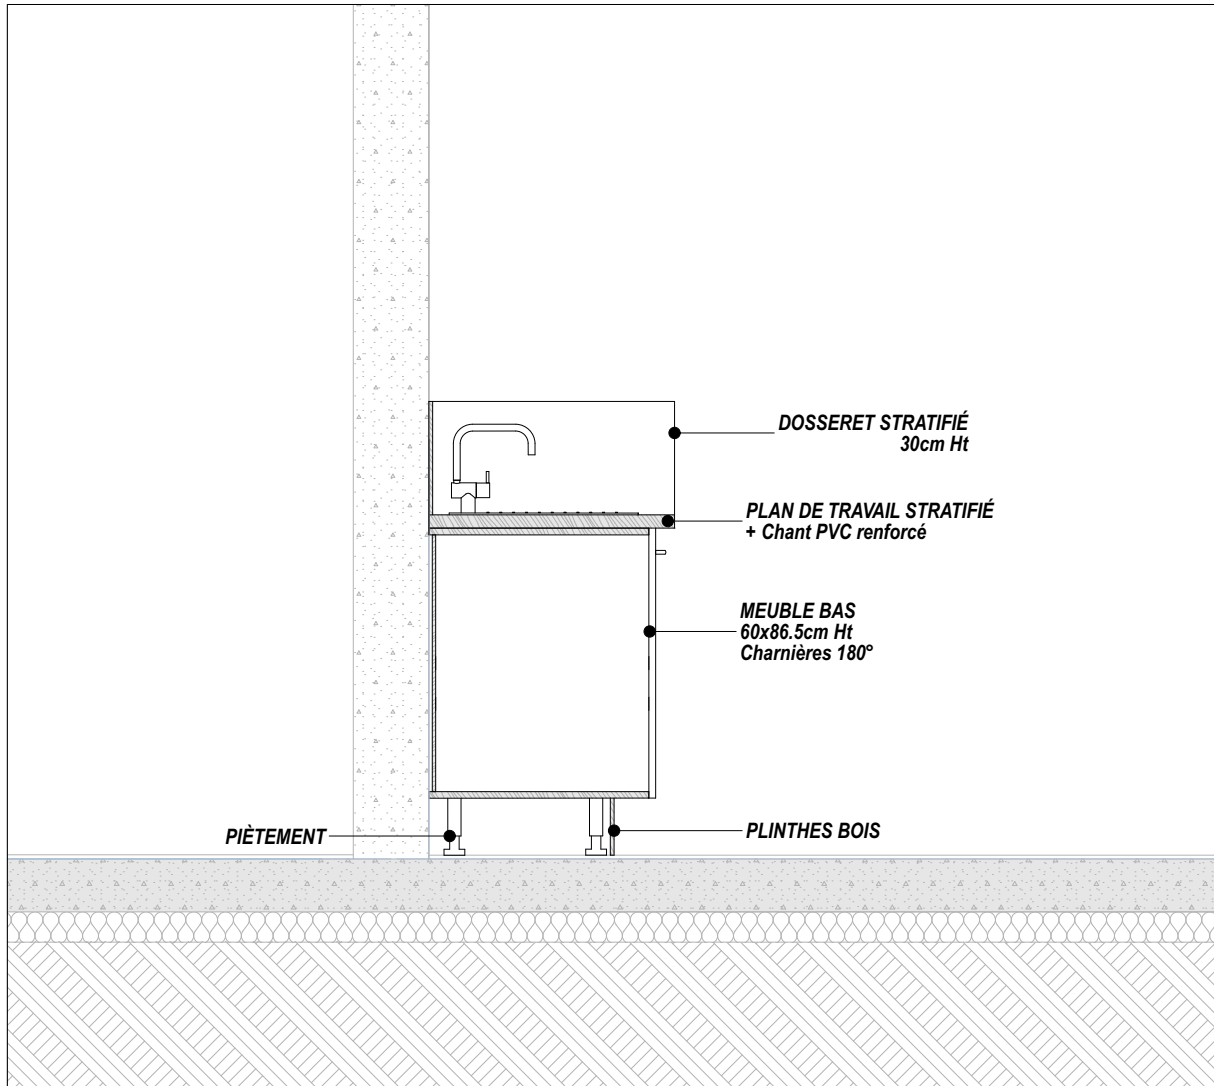 DOSSERET STRATIFIÉ
30cm Ht
PLAN DE TRAVAIL STRATIFIÉ
+ Chant PVC renforcé
MEUBLE BAS
60x86.5cm Ht
Charnières 180°
PIÈTEMENT
PLINTHES BOIS